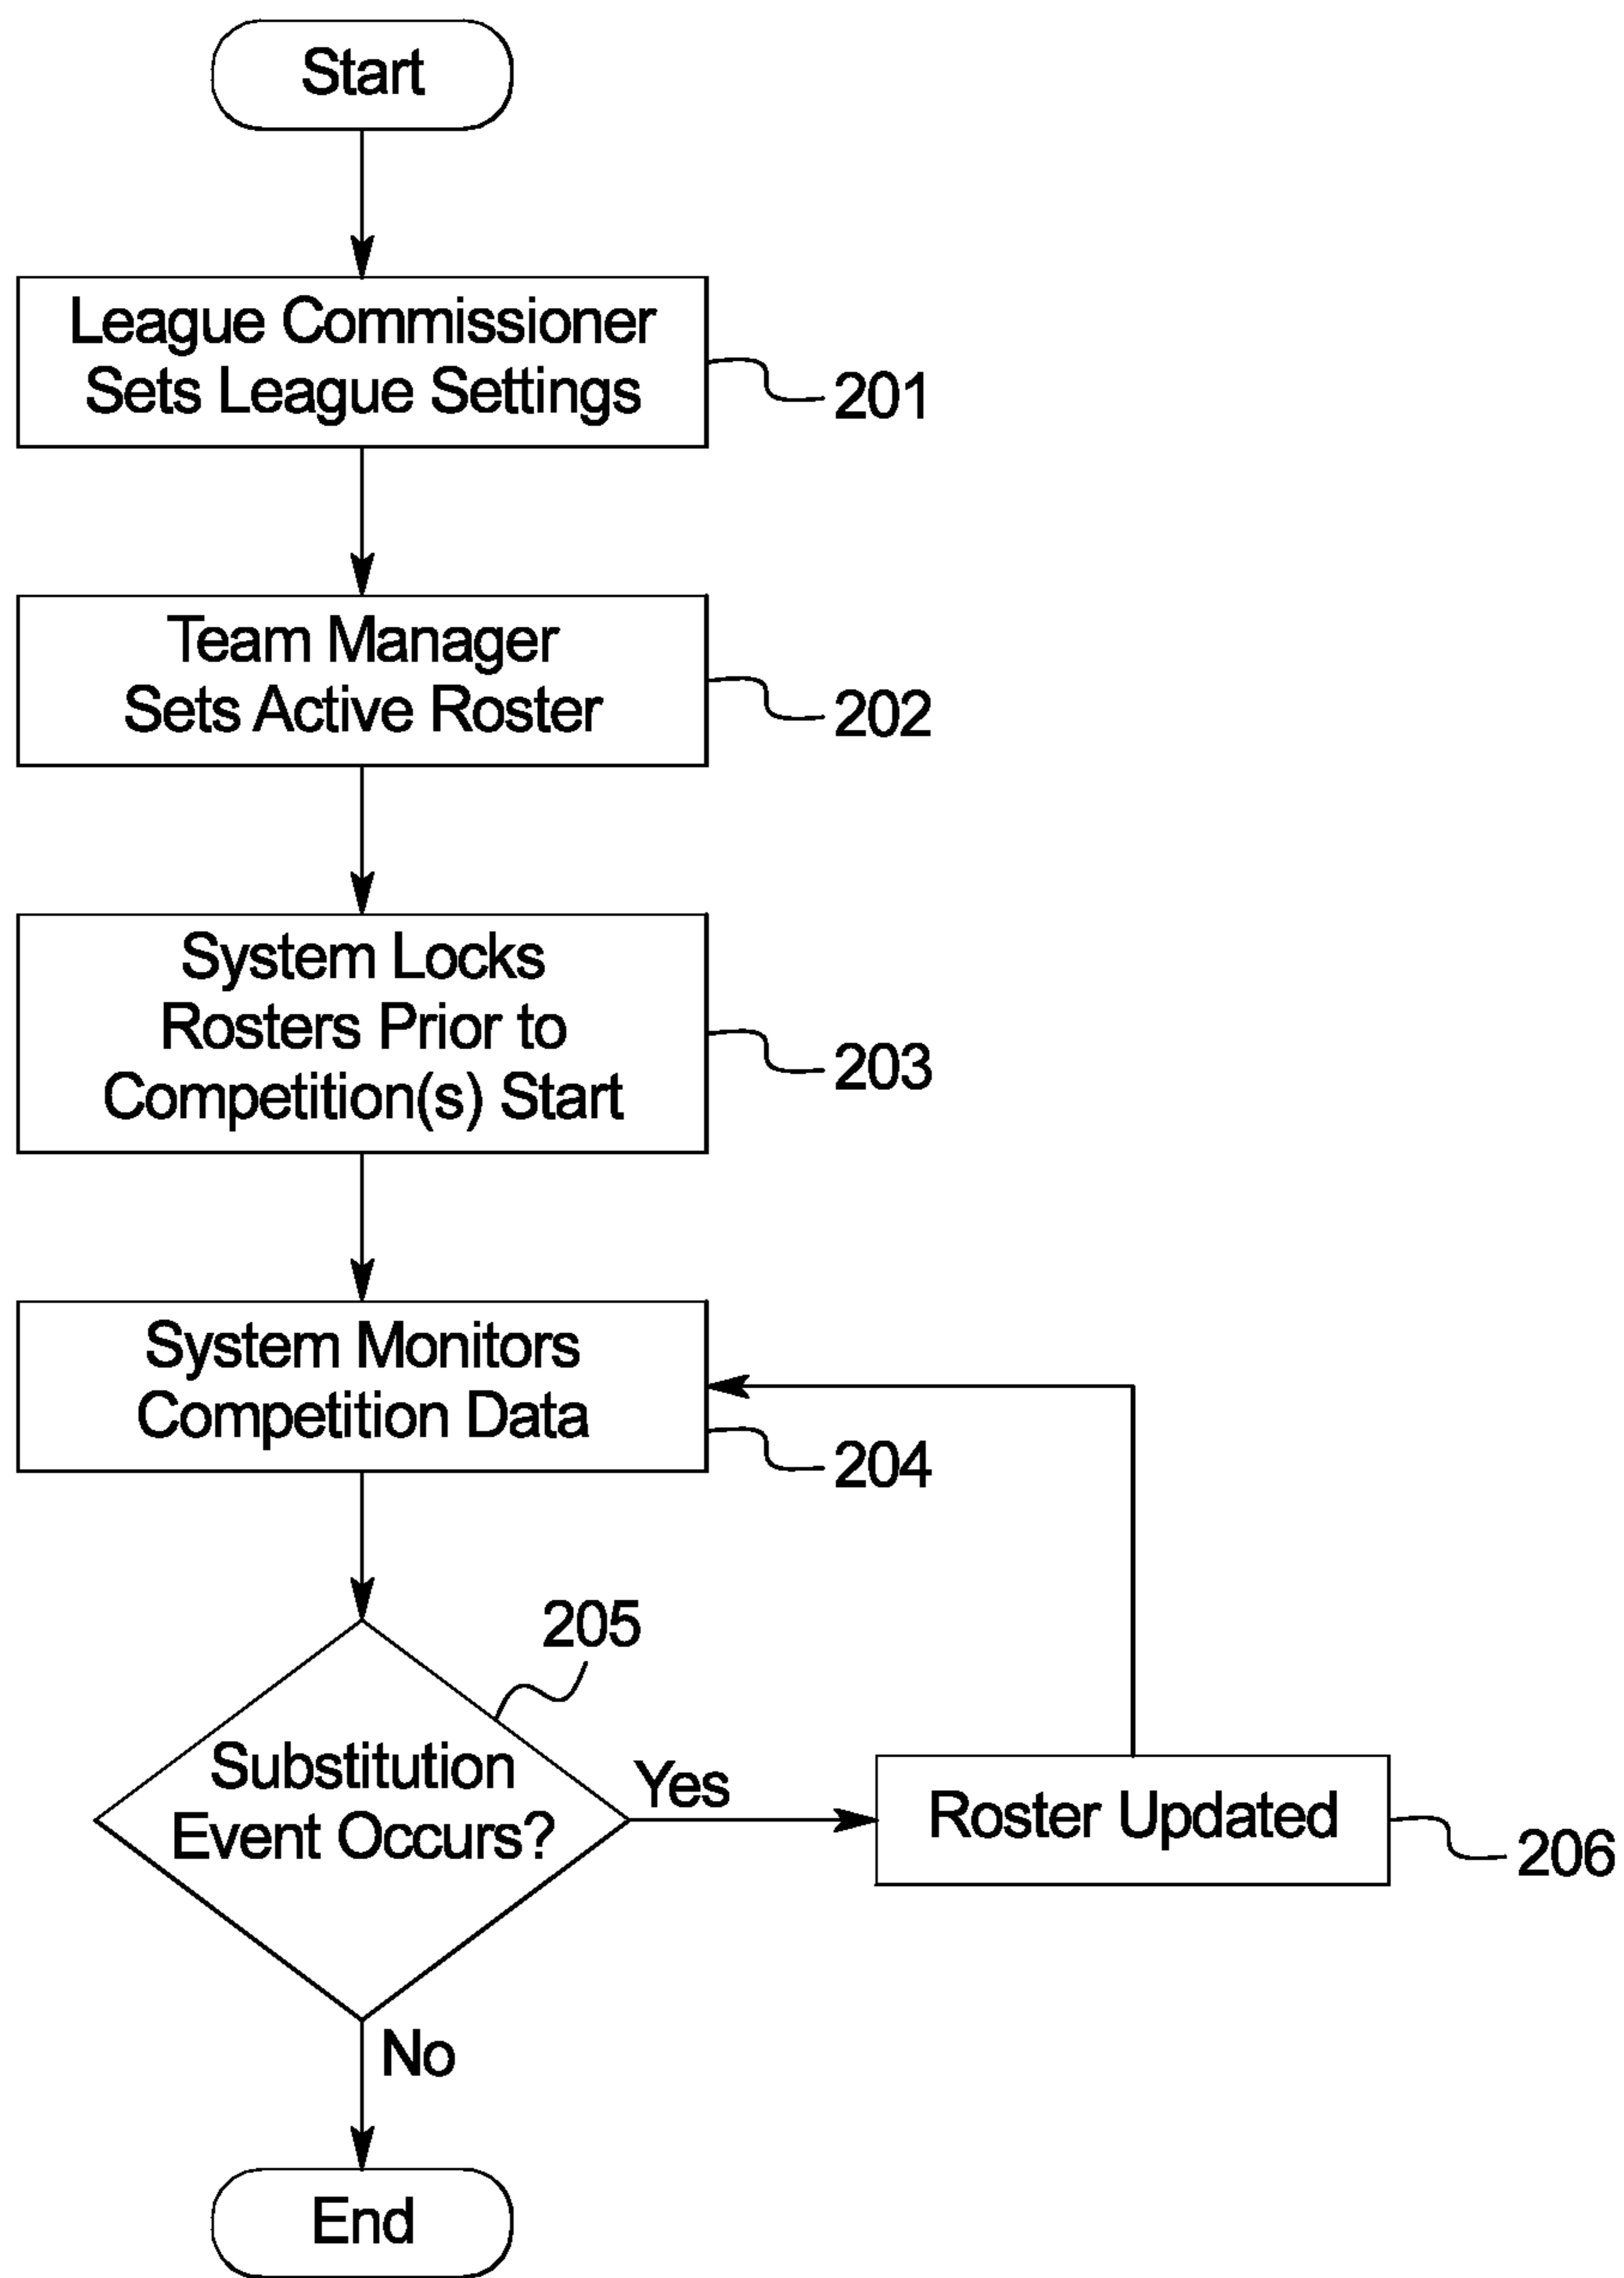 Start
League Commissioner
Sets League Settings
201
Team Manager
Sets Active Roster
202
System Locks
Rosters Prior to
Competition(s) Start
203
System Monitors
Competition Data
204
205
Substitution
Event Occurs?
Yes
Roster Updated
206
No
End